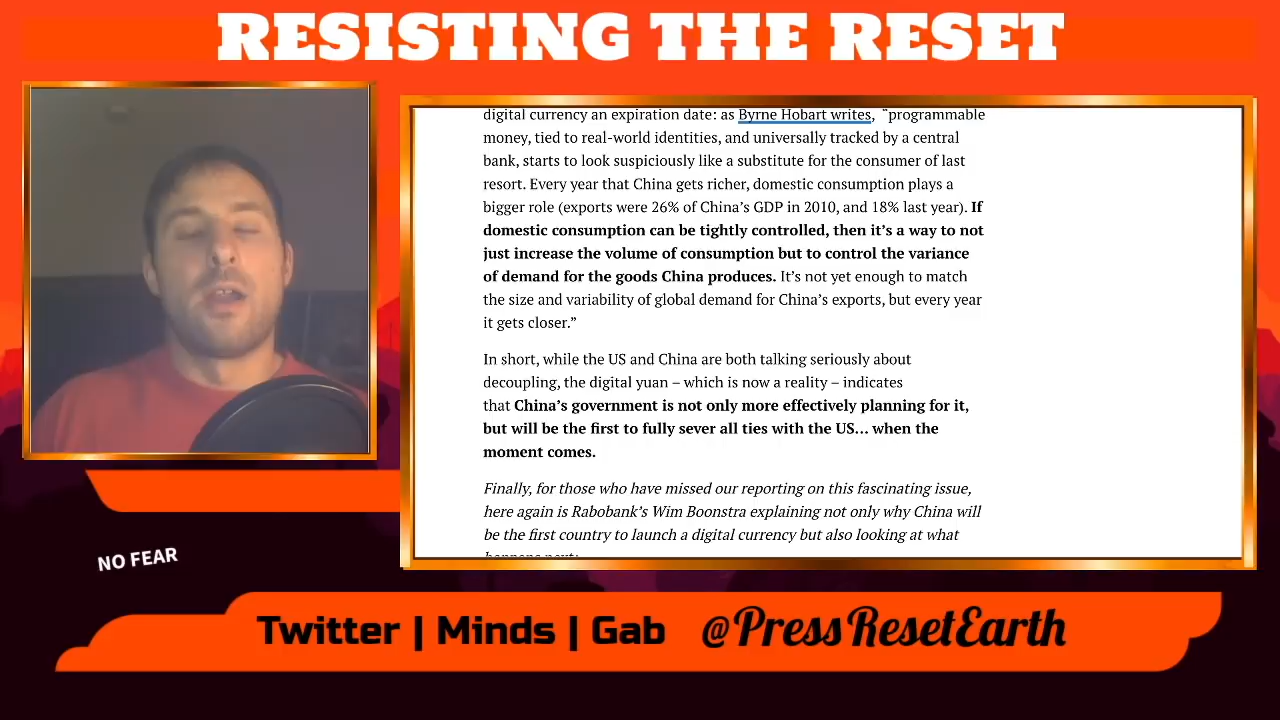 RESISTING THE RESET
digital currency an expiration date: as Byrne Hobart writes, “programmable
money, tied to real-world identities, and universally tracked by a central
bank, starts to look suspiciously like a substitute for the consumer of last
resort. Every year that China gets richer, domestic consumption plays a
bigger role (exports were 26% of China’s GDP in 2010, and 18% last year). If
domestic consumption can be tightly controlled, then it’s a way to not
just increase the volume of consumption but to control the variance
of demand for the goods China produces. It’s not yet enough to match
the size and variability of global demand for China’s exports, but every year
it gets closer.”
In short, while the US and China are both talking seriously about
decoupling, the digital yuan – which is now a reality – indicates
that China’s government is not only more effectively planning for it,
but will be the first to fully sever all ties with the US… when the
moment comes.
Finally, for those who have missed our reporting on this fascinating issue,
here again is Rabobank’s Wim Boonstra explaining not only why China will
be the first country to launch a digital currency but also looking at what
NO FEAR
Twitter | Minds | Gab @PressResetEarth